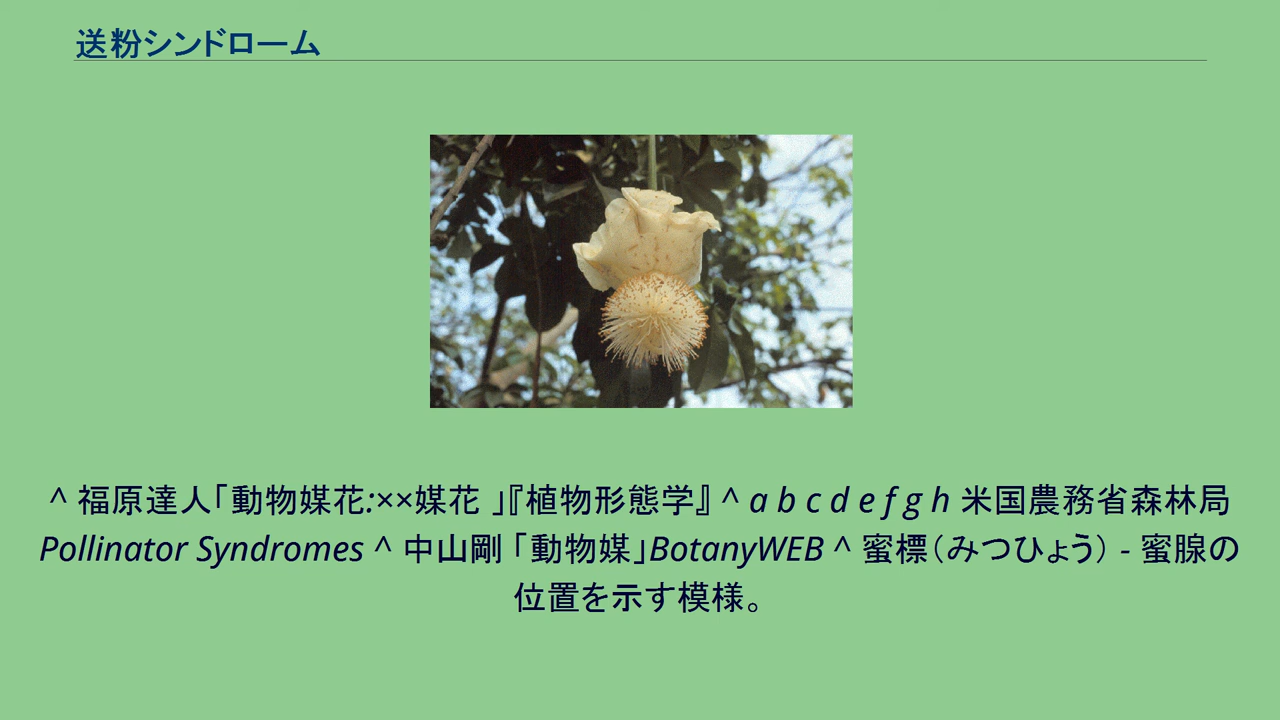 送粉シンドローム
^ 福原達人「動物媒花:××媒花 」『植物形態学』 ^ a b c d e f g h 米国農務省森林局
Pollinator Syndromes ^ 中山剛 「動物媒」BotanyWEB ^ 蜜標（みつひょう） - 蜜腺の
位置を示す模様。